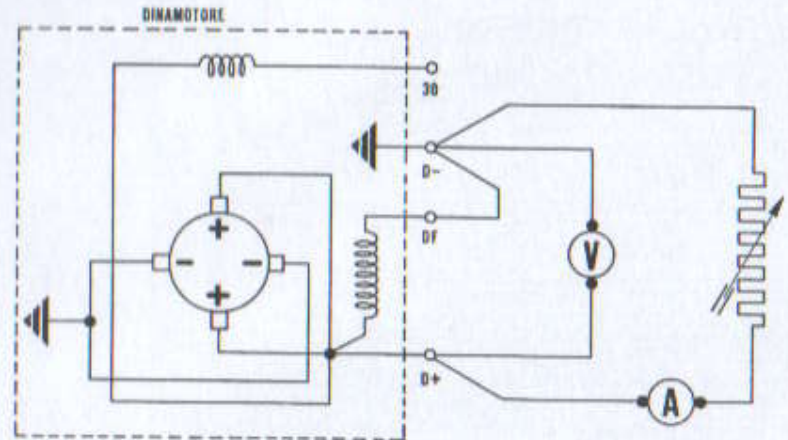 DINAMOTORE
30
D-
DF
+
-
-
+
V
D+
A